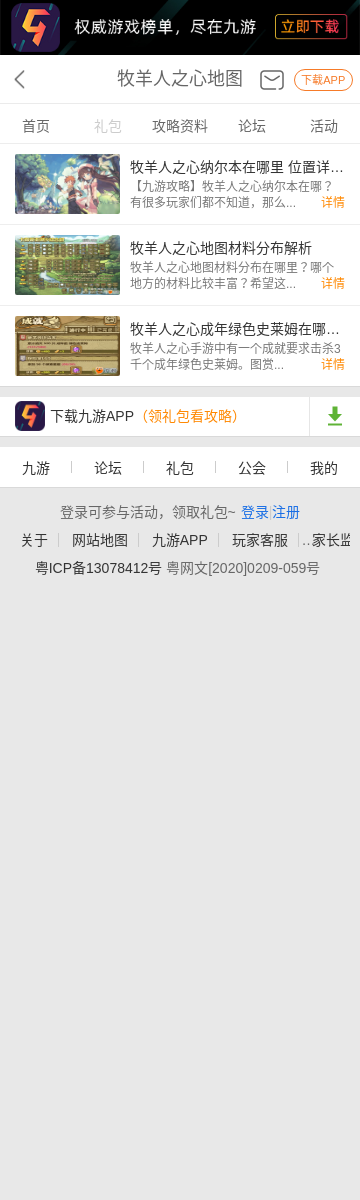 权威游戏榜单，尽在九游
立即下载
牧羊人之心地图
下载APP
首页 礼包 攻略资料 论坛 活动
牧羊人之心纳尔本在哪里 位置详…
【九游攻略】牧羊人之心纳尔本在哪？
有很多玩家们都不知道，那么... 详情
牧羊人之心地图材料分布解析
牧羊人之心地图材料分布在哪里？哪个
地方的材料比较丰富？希望这... 详情
牧羊人之心成年绿色史莱姆在哪…
牧羊人之心手游中有一个成就要求击杀3
千个成年绿色史莱姆。图赏... 详情
下载九游APP（领礼包看攻略）
九游 论坛 礼包 公会 我的
登录可参与活动，领取礼包~ 登录|注册
关于 网站地图 九游APP 玩家客服 …家长监
粤ICP备13078412号 粤网文[2020]0209-059号